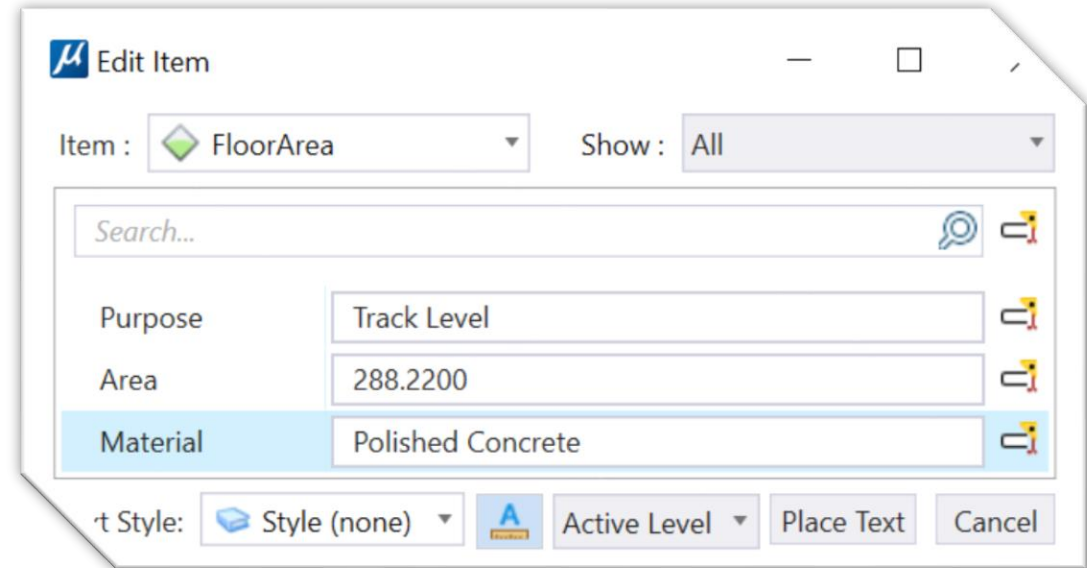 Edit Item
Item : FloorArea Show : All
Search...
Purpose Track Level
Area 288.2200
Material Polished Concrete
Style: Style (none) A Active Level Place Text Cancel